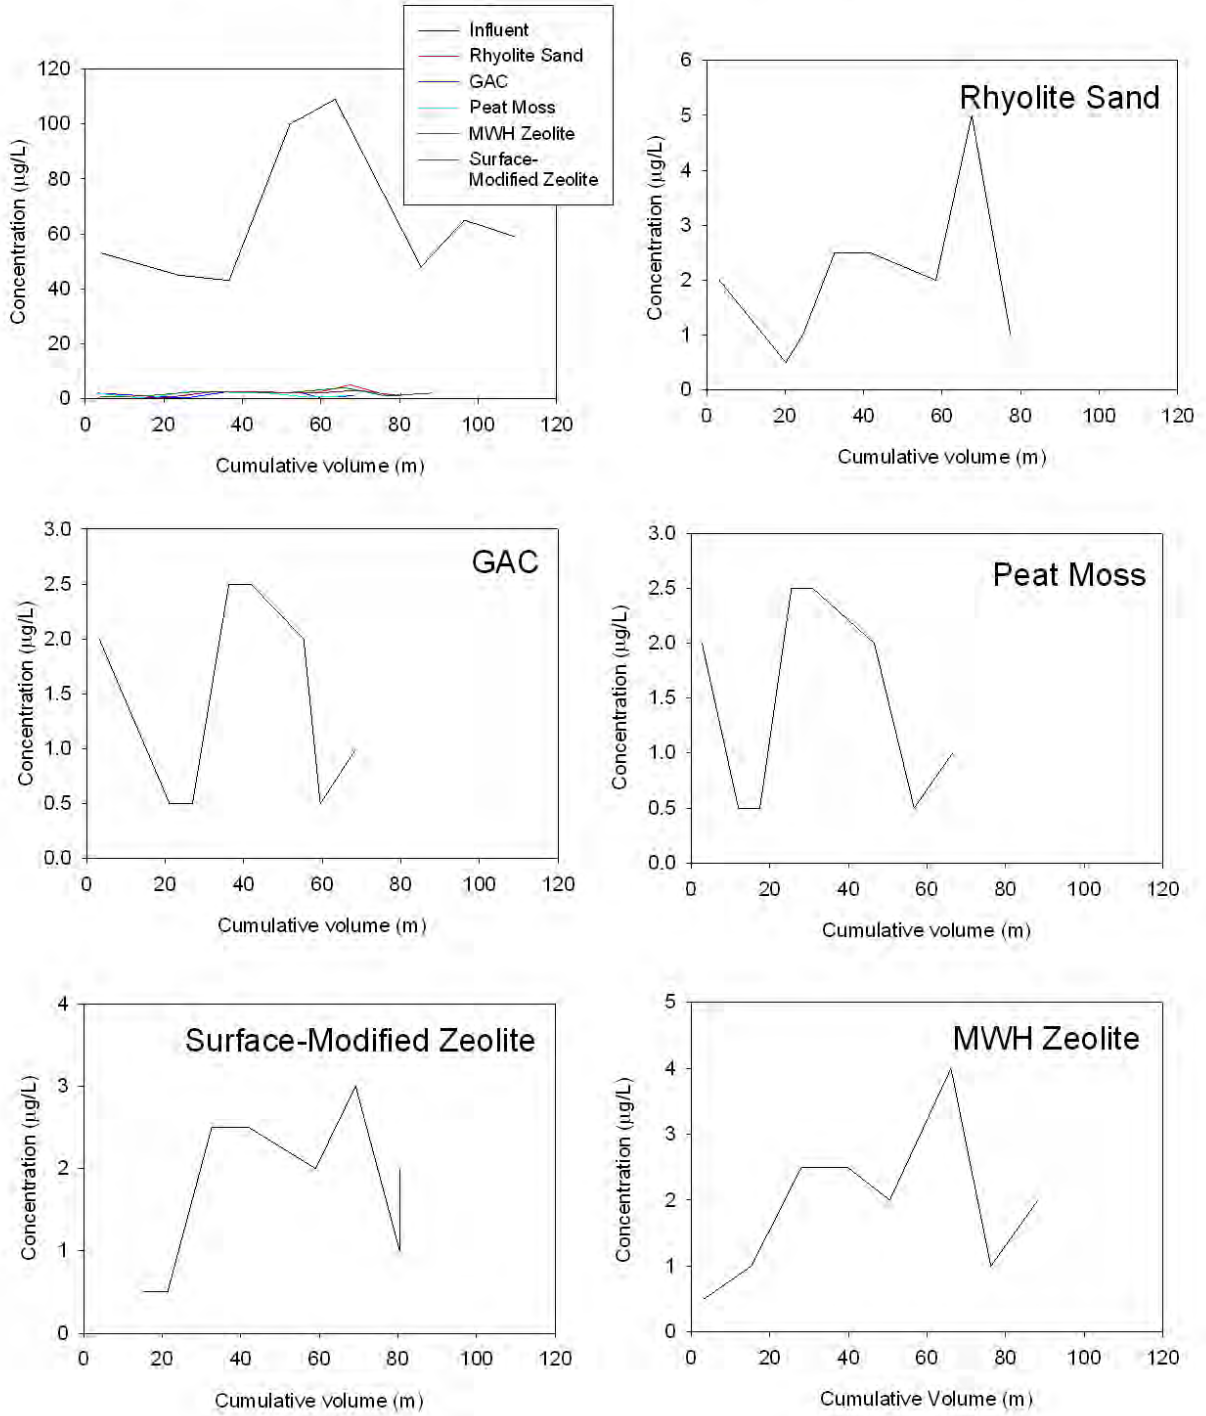 Influent
Rhyolite Sand
GAC
Peat Moss
MWH Zeolite
Surface-
Modified Zeolite
120
100
80
60
40
20
0
Concentration (µg/L)
0 20 40 60 80 100 120
Cumulative volume (m)
Rhyolite Sand
6
5
4
3
2
1
0
Concentration (µg/L)
0 20 40 60 80 100 120
Cumulative volume (m)
GAC
3.0
2.5
2.0
1.5
1.0
0.5
0.0
Concentration (µg/L)
0 20 40 60 80 100 120
Cumulative volume (m)
Peat Moss
3.0
2.5
2.0
1.5
1.0
0.5
0.0
Concentration (µg/L)
0 20 40 60 80 100 120
Cumulative volume (m)
Surface-Modified Zeolite
4
3
2
1
0
Concentration (µg/L)
0 20 40 60 80 100 120
Cumulative volume (m)
MWH Zeolite
5
4
3
2
1
0
Concentration (µg/L)
0 20 40 60 80 100 120
Cumulative Volume (m)